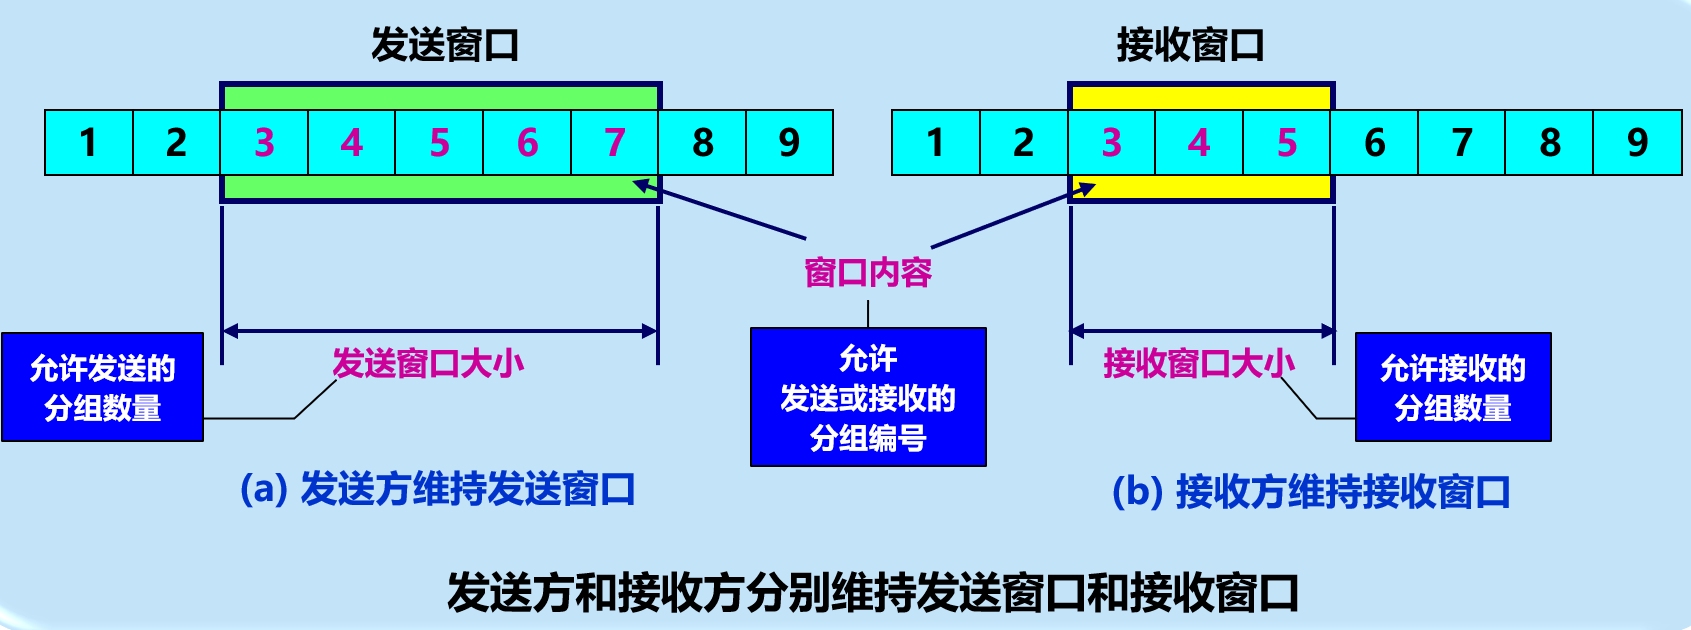 发送窗口
接收窗口
1 2 3 4 5 6 7 8 9
1 2 3 4 5 6 7 8 9
窗口内容
发送窗口大小
接收窗口大小
允许发送的
分组数量
允许
发送或接收的
分组编号
允许接收的
分组数量
(a) 发送方维持发送窗口
(b) 接收方维持接收窗口
发送方和接收方分别维持发送窗口和接收窗口